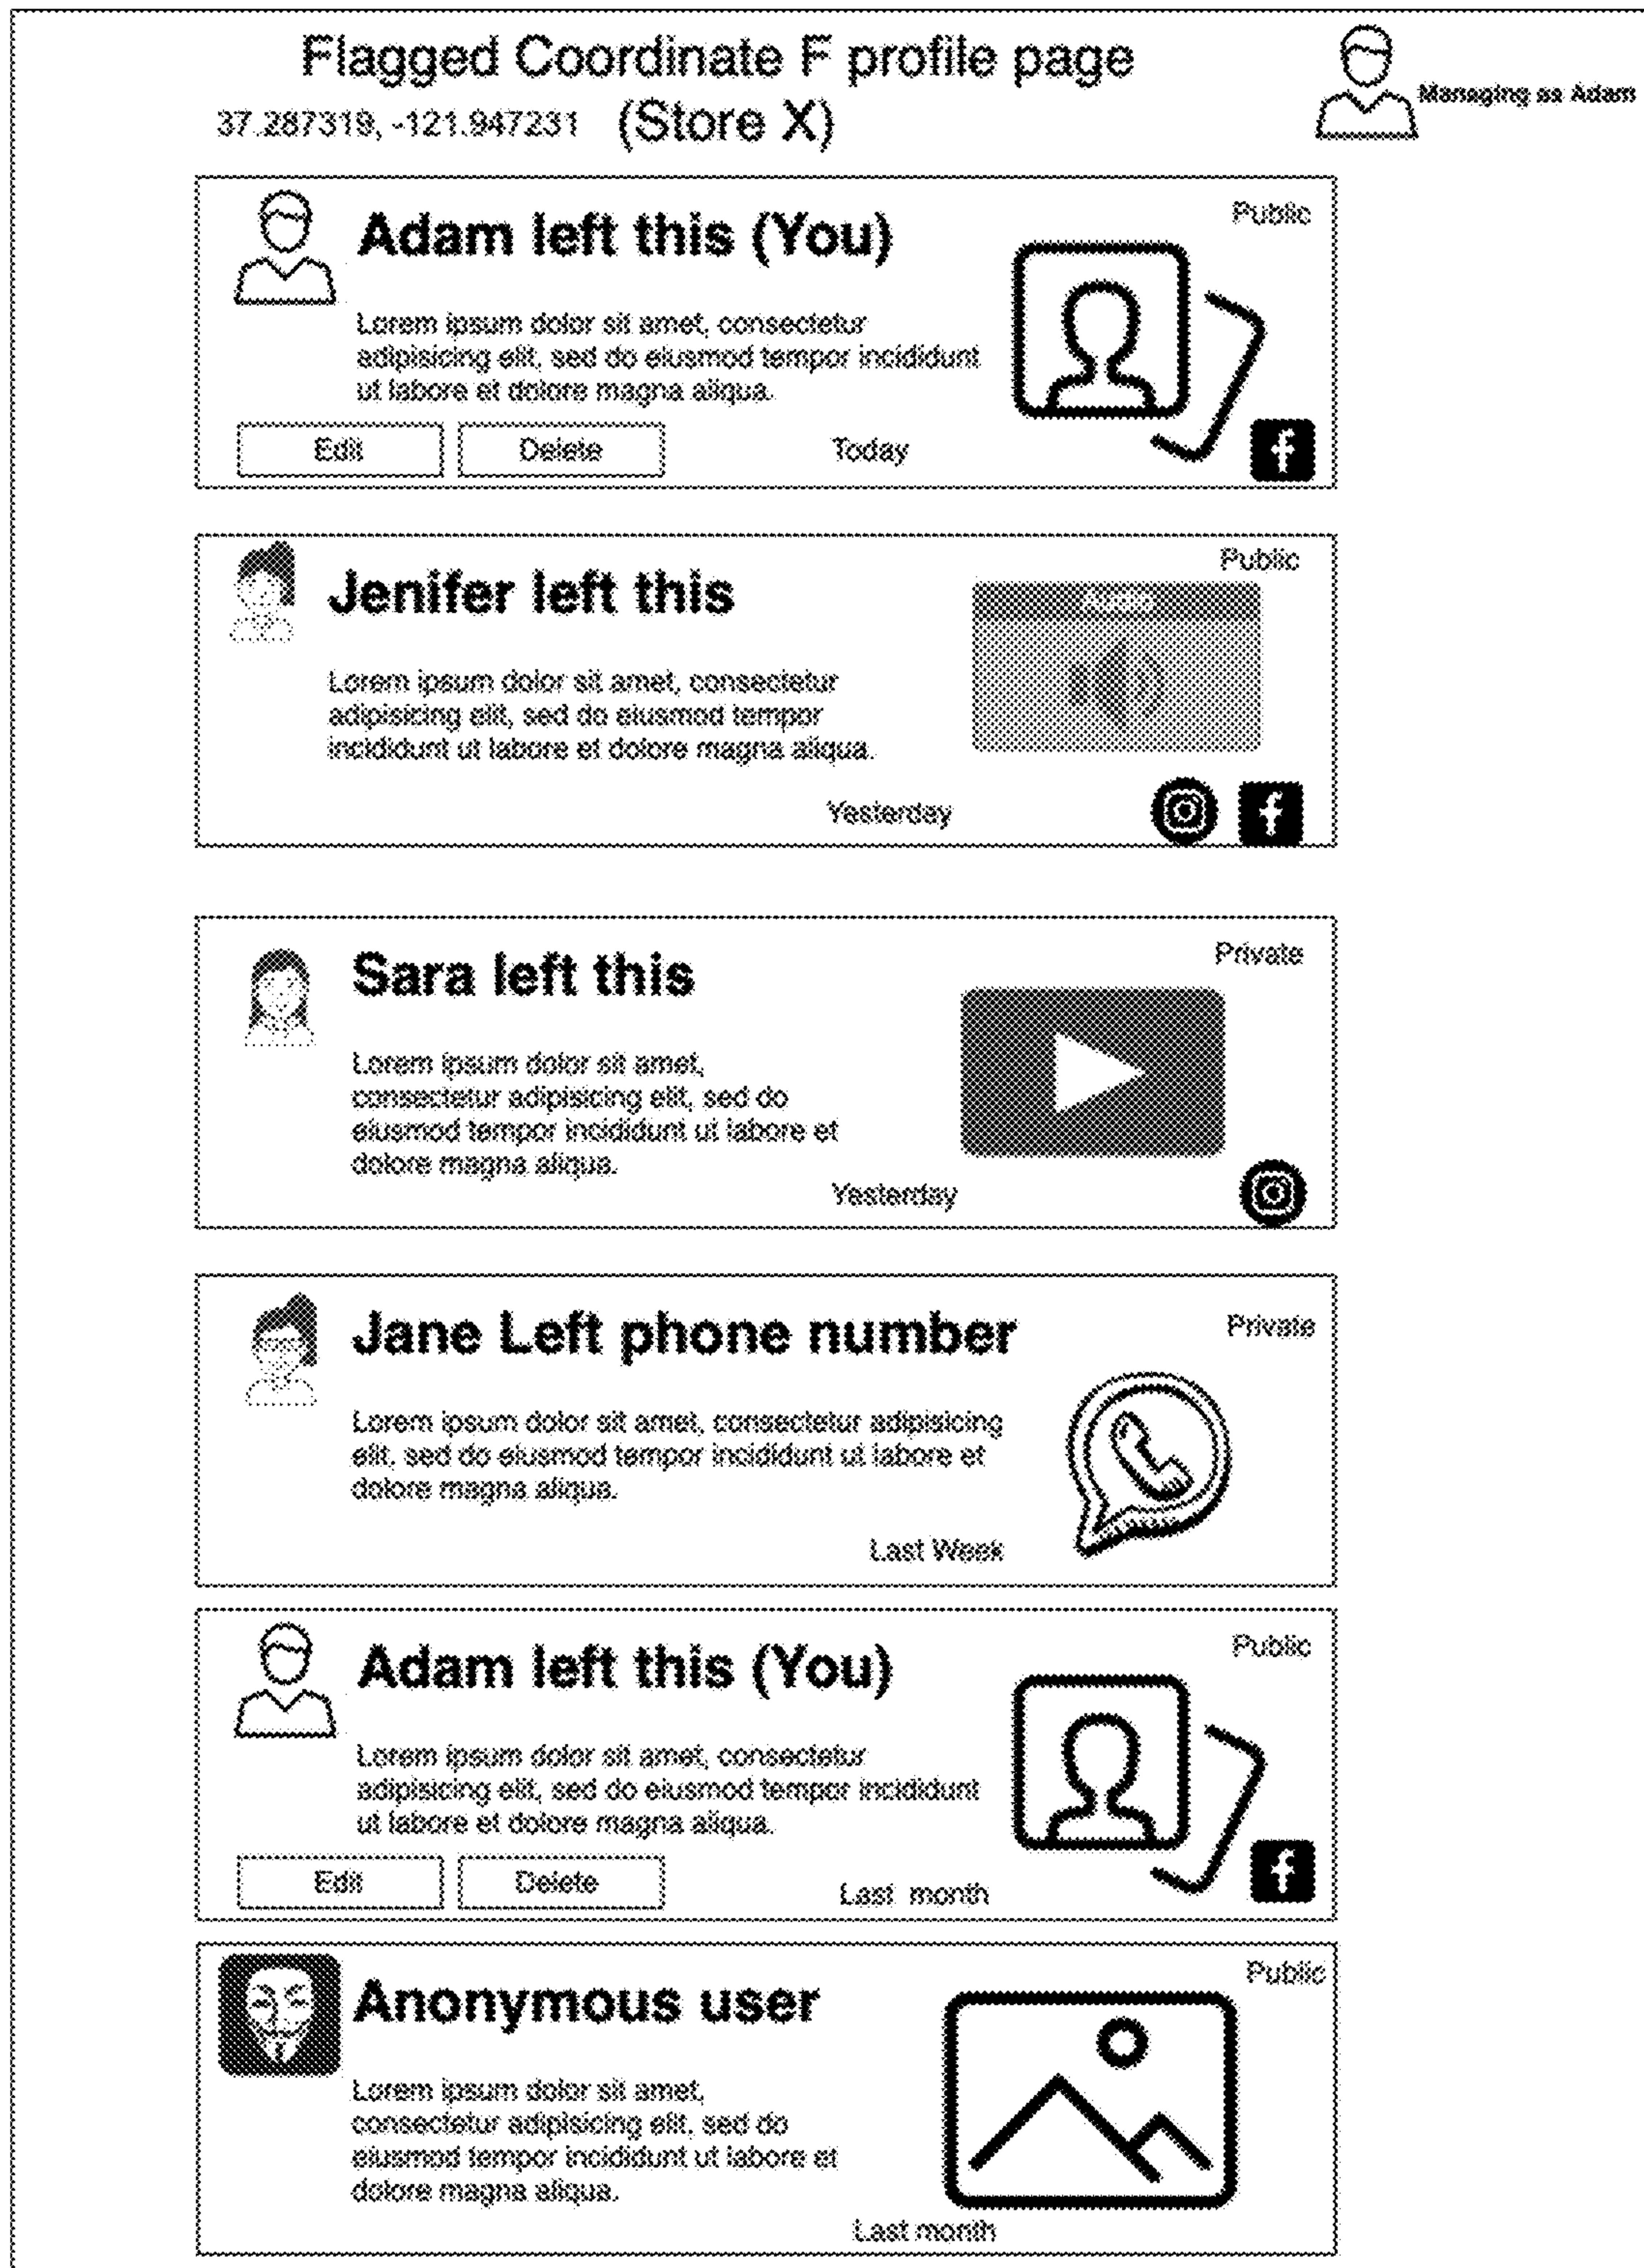 Flagged Coordinate F profile page
37.287319, -121.947231 (Store X)
Managing as Adam
Adam left this (You)
Public
Lorem ipsum dolor sit amet, consectetur
adipisicing elit, sed do eiusmod tempor incididunt
ut labore et dolore magna aliqua.
Edit Delete Today
f
Jenifer left this
Public
Audio
Lorem ipsum dolor sit amet, consectetur
adipisicing elit, sed do eiusmod tempor
incididunt ut labore et dolore magna aliqua.
Yesterday
f
Sara left this
Private
Lorem ipsum dolor sit amet,
consectetur adipisicing elit, sed do
eiusmod tempor incididunt ut labore et
dolore magna aliqua.
Yesterday
Jane Left phone number
Private
Lorem ipsum dolor sit amet, consectetur adipisicing
elit, sed do eiusmod tempor incididunt ut labore et
dolore magna aliqua.
Last Week
Adam left this (You)
Public
Lorem ipsum dolor sit amet, consectetur
adipisicing elit, sed do eiusmod tempor incididunt
ut labore et dolore magna aliqua.
Edit Delete Last month
f
Anonymous user
Public
Lorem ipsum dolor sit amet,
consectetur adipisicing elit, sed do
eiusmod tempor incididunt ut labore et
dolore magna aliqua.
Last month